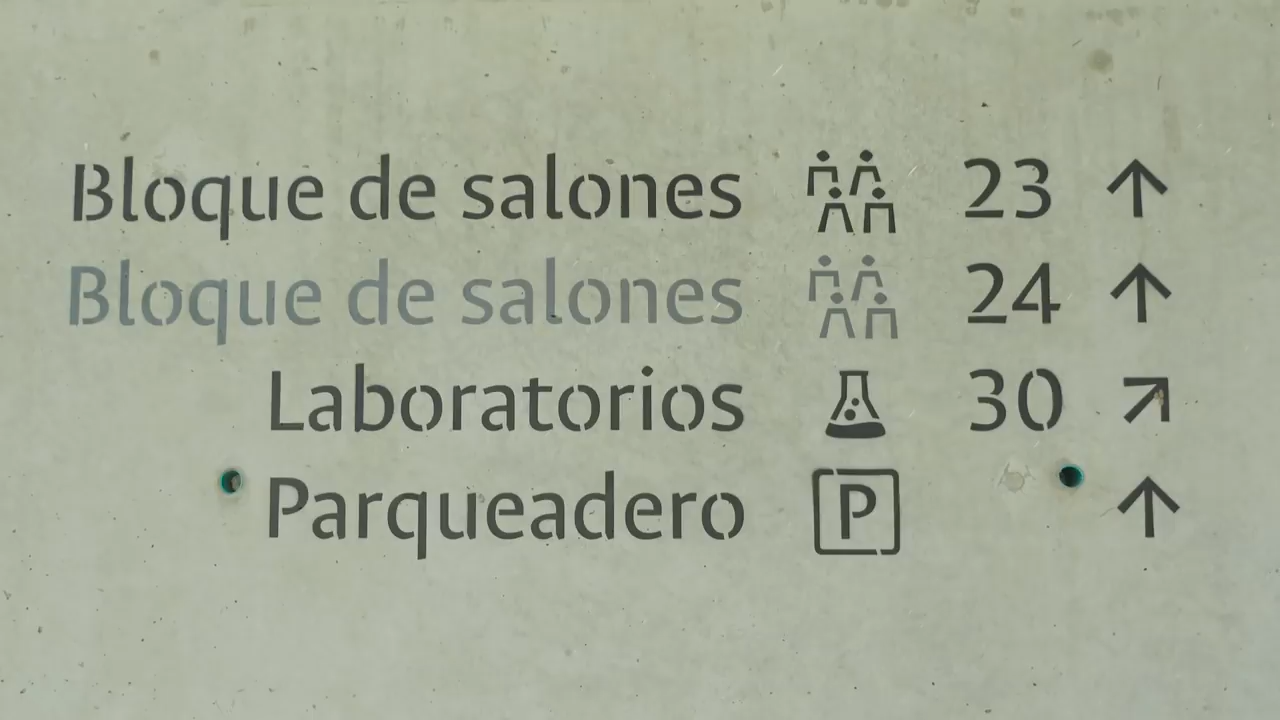 Bloque de salones 23 ↑
Bloque de salones 24 ↑
Laboratorios 30 ↗
Parqueadero P ↑